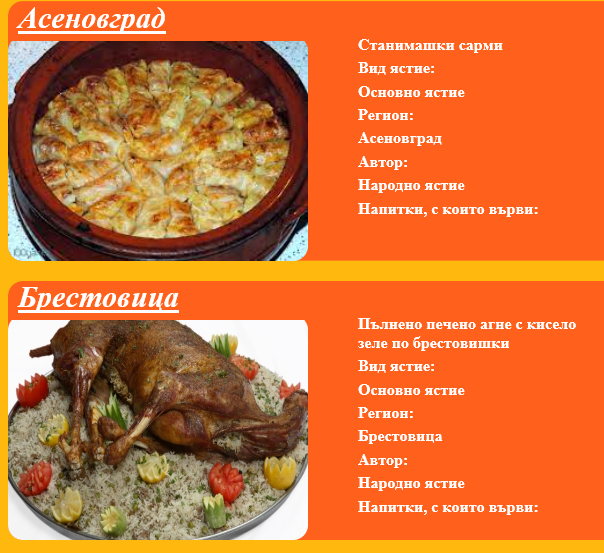 Асеновград
Станимашки сарми
Вид ястие:
Основно ястие
Регион:
Асеновград
Автор:
Народно ястие
Напитки, с които върви:
Брестовица
Пълнено печено агне с кисело
зеле по брестовишки
Вид ястие:
Основно ястие
Регион:
Брестовица
Автор:
Народно ястие
Напитки, с които върви: